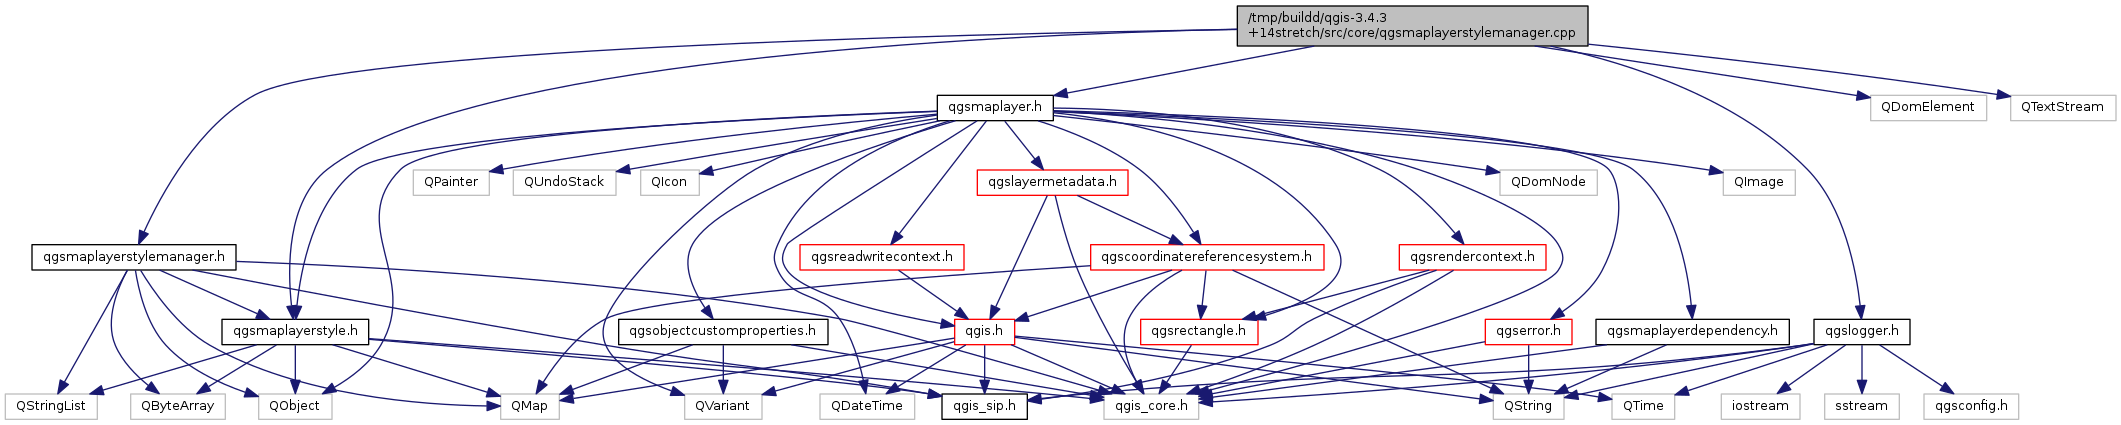 /tmp/buildd/qgis-3.4.3
+14stretch/src/core/qgsmaplayerstylemanager.cpp
qgsmaplayer.h
QDomElement
QTextStream
QPainter
QUndoStack
QIcon
qgslayermetadata.h
QDomNode
QImage
qgsmaplayerstylemanager.h
qgsreadwritecontext.h
qgscoordinatereferencesystem.h
qgsrendercontext.h
qgsmaplayerstyle.h
qgsobjectcustomproperties.h
qgis.h
qgsrectangle.h
qgserror.h
qgsmaplayerdependency.h
qgslogger.h
QStringList
QByteArray
QObject
QMap
QVariant
QDateTime
qgis_sip.h
qgis_core.h
QString
QTime
iostream
sstream
qgsconfig.h